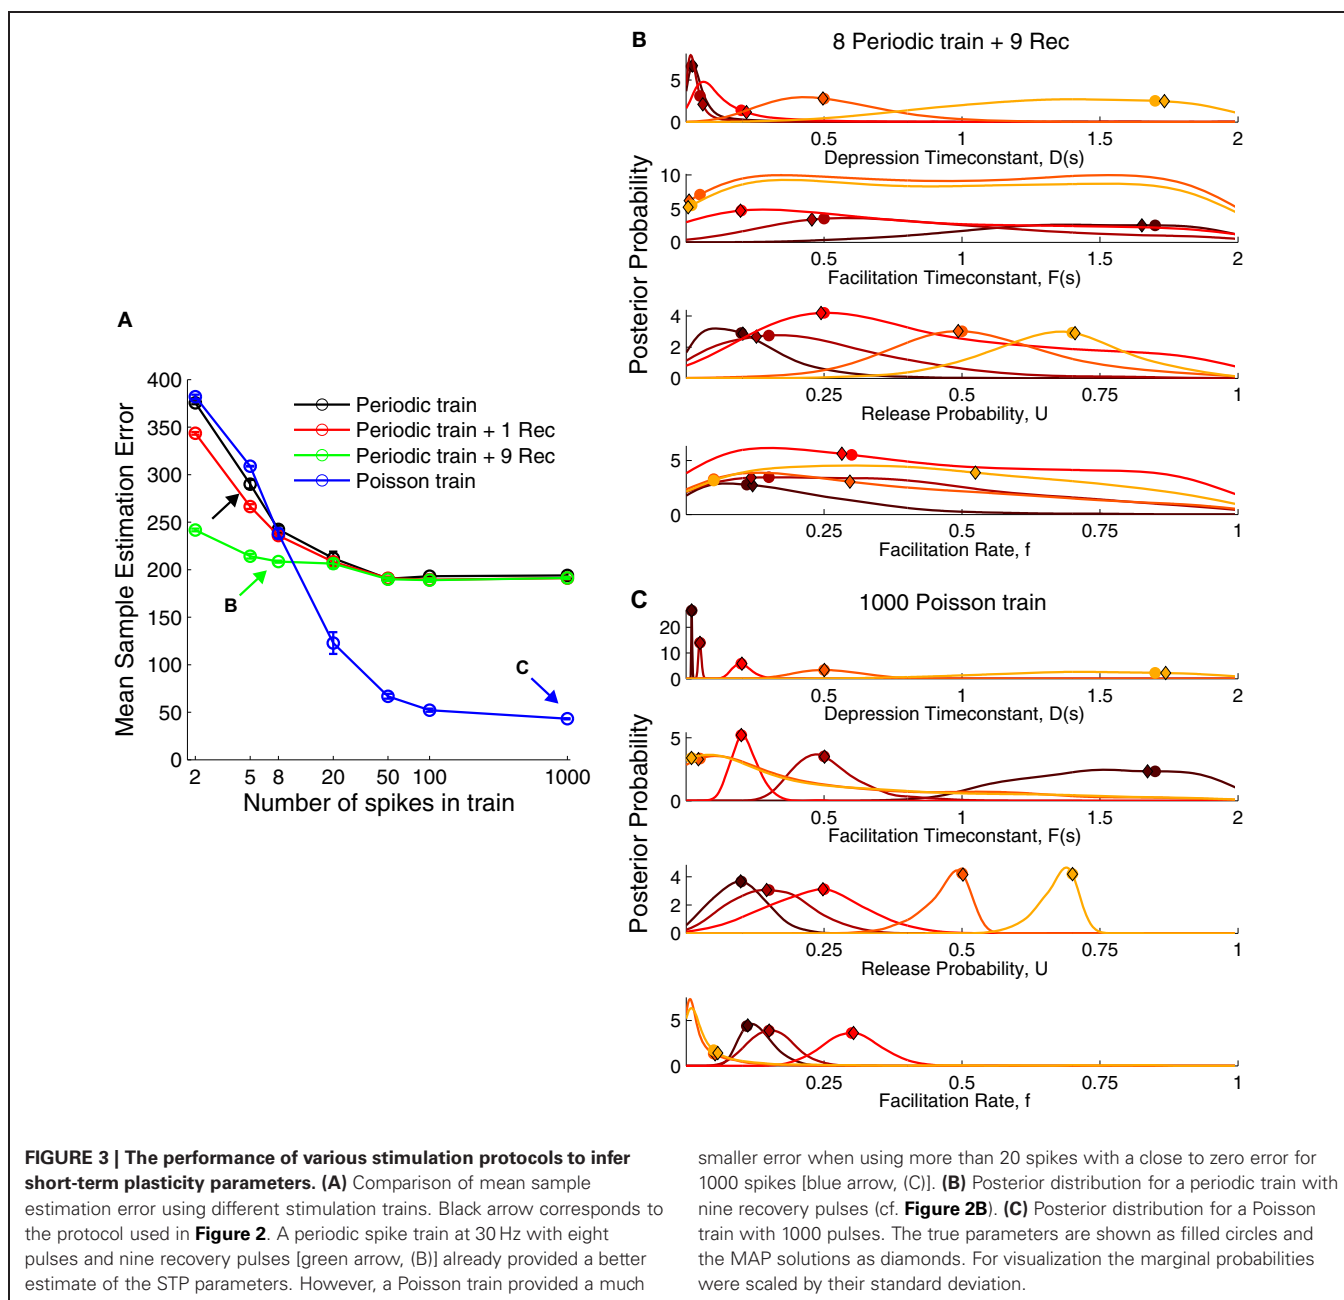 A
400
350
300
250
200
150
100
50
0
Mean Sample Estimation Error
Periodic train
Periodic train + 1 Rec
Periodic train + 9 Rec
Poisson train
B
C
2 5 8 20 50 100 1000
Number of spikes in train
B 8 Periodic train + 9 Rec
Posterior Probability
5
0
0.5 1 1.5 2
Depression Timeconstant, D(s)
10
5
0
0.5 1 1.5 2
Facilitation Timeconstant, F(s)
4
2
0
0.25 0.5 0.75 1
Release Probability, U
5
0
0.25 0.5 0.75 1
Facilitation Rate, f
C 1000 Poisson train
Posterior Probability
20
10
0
0.5 1 1.5 2
Depression Timeconstant, D(s)
5
0
0.5 1 1.5 2
Facilitation Timeconstant, F(s)
4
2
0
0.25 0.5 0.75 1
Release Probability, U
5
0
0.25 0.5 0.75 1
Facilitation Rate, f
FIGURE 3 | The performance of various stimulation protocols to infer
short-term plasticity parameters. (A) Comparison of mean sample
estimation error using different stimulation trains. Black arrow corresponds to
the protocol used in Figure 2. A periodic spike train at 30 Hz with eight
pulses and nine recovery pulses [green arrow, (B)] already provided a better
estimate of the STP parameters. However, a Poisson train provided a much
smaller error when using more than 20 spikes with a close to zero error for
1000 spikes [blue arrow, (C)]. (B) Posterior distribution for a periodic train with
nine recovery pulses (cf. Figure 2B). (C) Posterior distribution for a Poisson
train with 1000 pulses. The true parameters are shown as filled circles and
the MAP solutions as diamonds. For visualization the marginal probabilities
were scaled by their standard deviation.